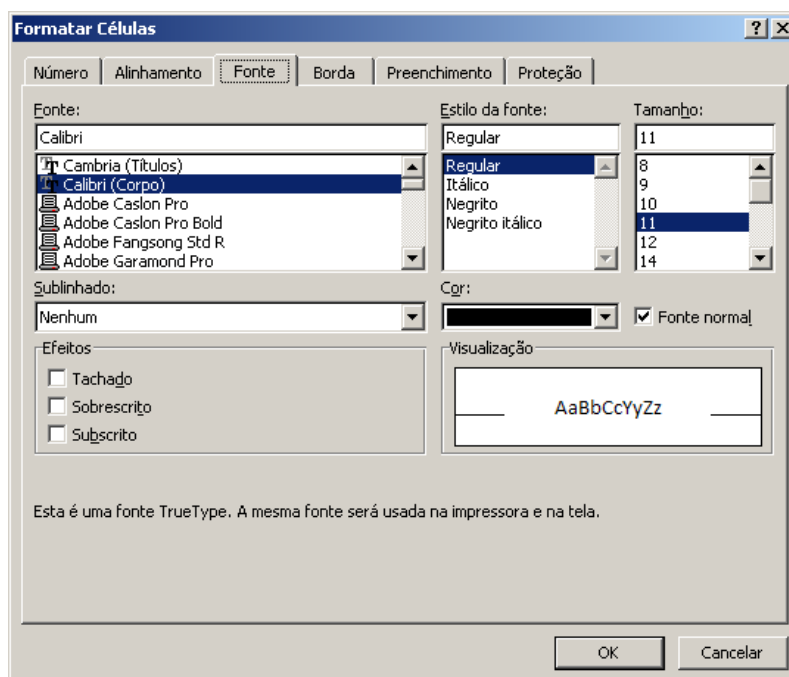 Formatar Células
Número Alinhamento Fonte Borda Preenchimento Proteção
Fonte: Estilo da fonte: Tamanho:
Calibri Regular 11
Cambria (Títulos) Regular 8
Calibri (Corpo) Itálico 9
Adobe Caslon Pro Negrito 10
Adobe Caslon Pro Bold Negrito itálico 11
Adobe Fangsong Std R 12
Adobe Garamond Pro 14
Sublinhado: Cor:
Nenhum Fonte normal
Efeitos Visualização
Tachado
Sobrescrito AaBbCcYyZz
Subscrito
Esta é uma fonte TrueType. A mesma fonte será usada na impressora e na tela.
OK Cancelar